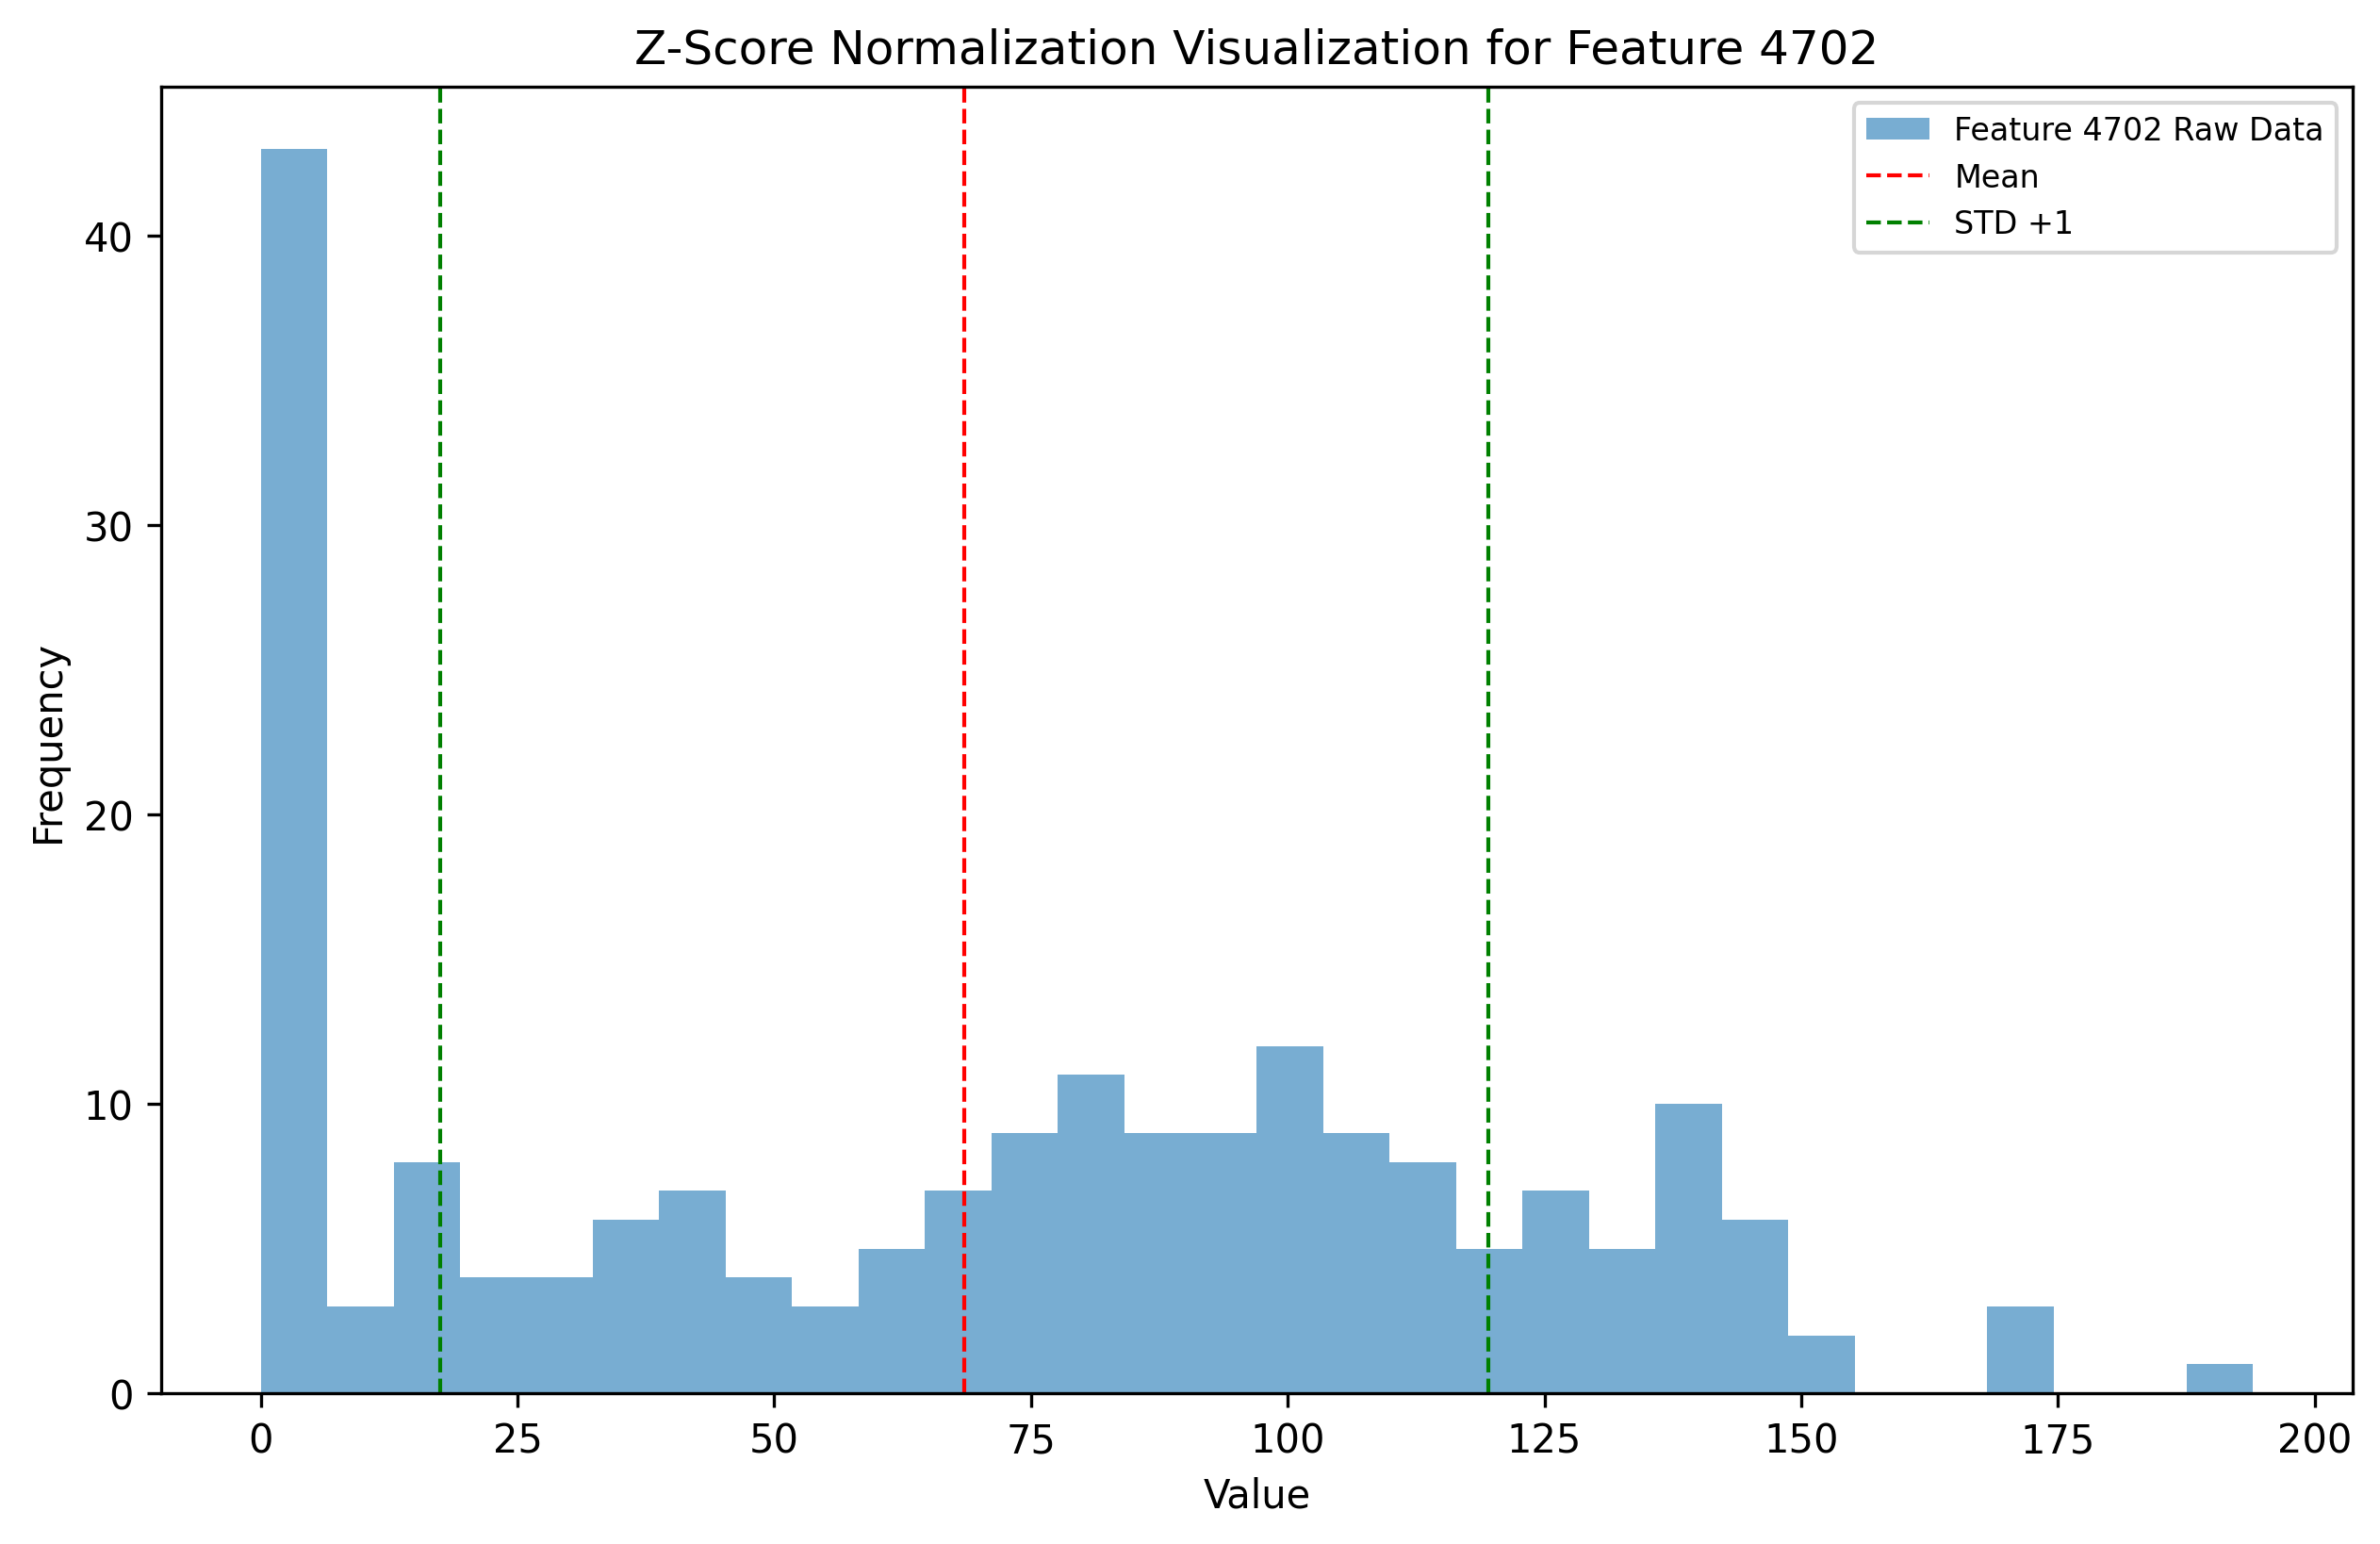 Z-Score Normalization Visualization for Feature 4702
Feature 4702 Raw Data
Mean
STD +1
40
30
20
10
0
Frequency
0 25 50 75 100 125 150 175 200
Value